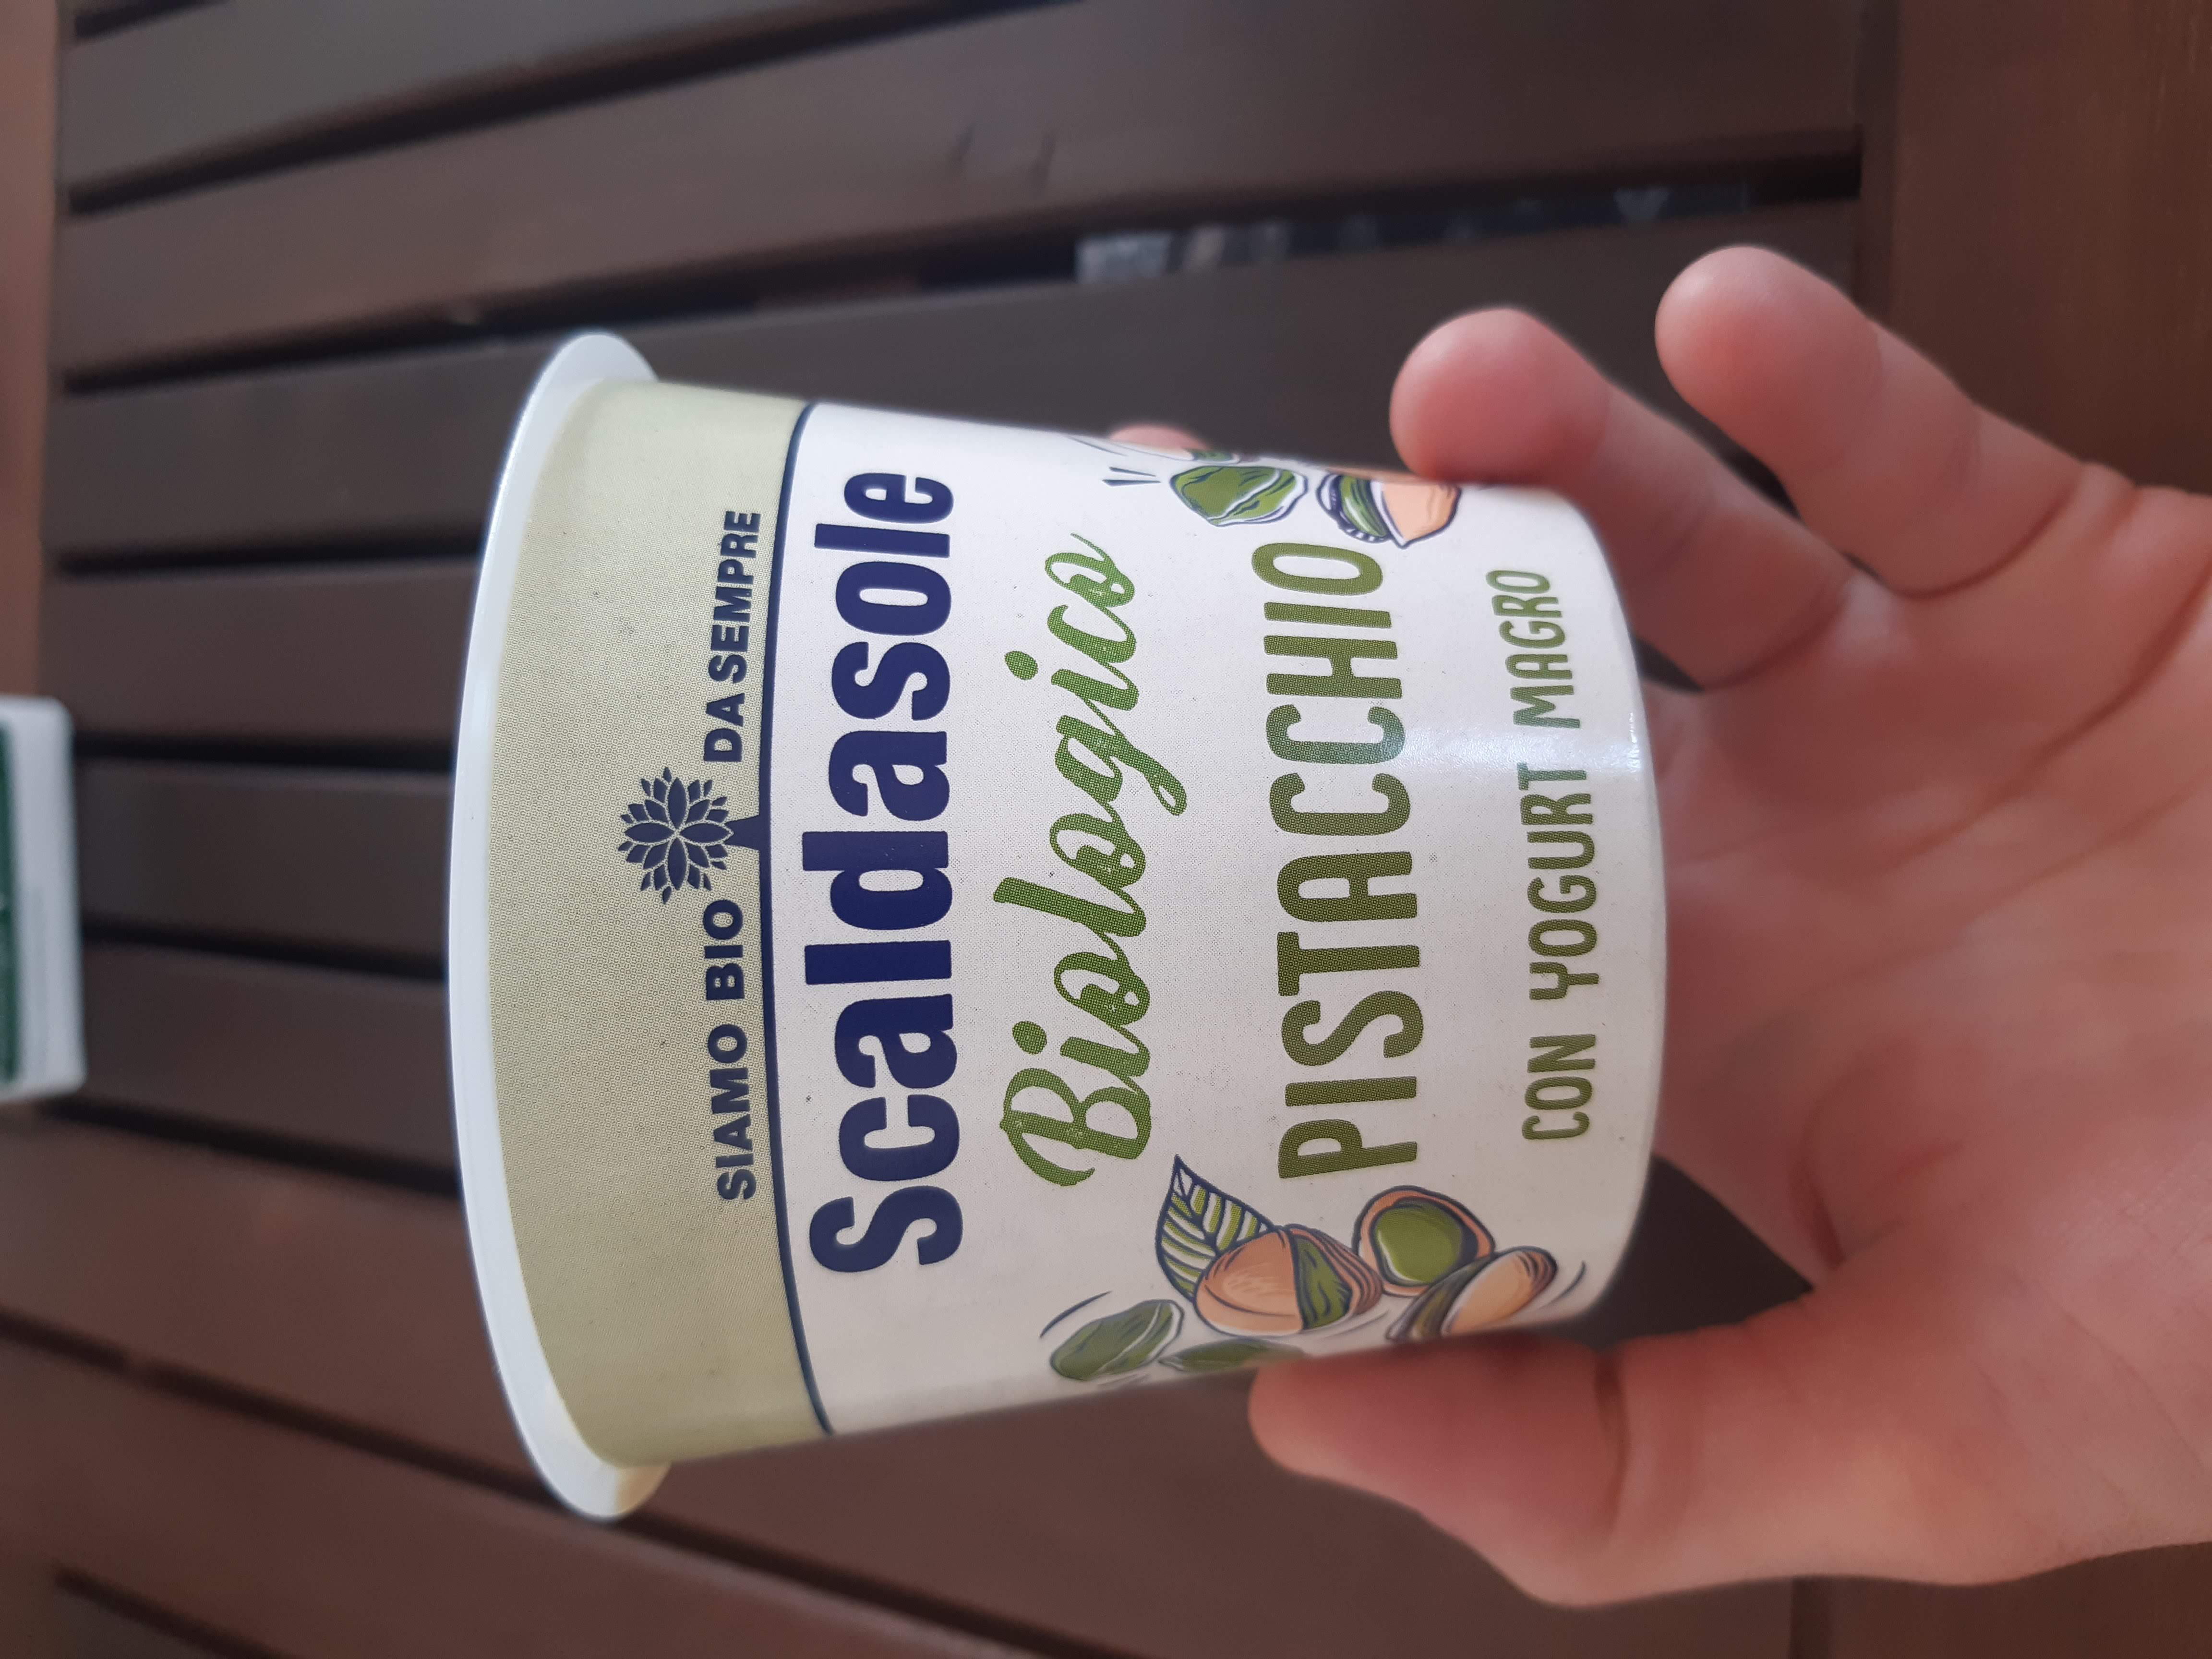 SIAMO BIO DA SEMPRE
Scaldasole
Biologico
PISTACCHIO
CON YOGURT MAGRO